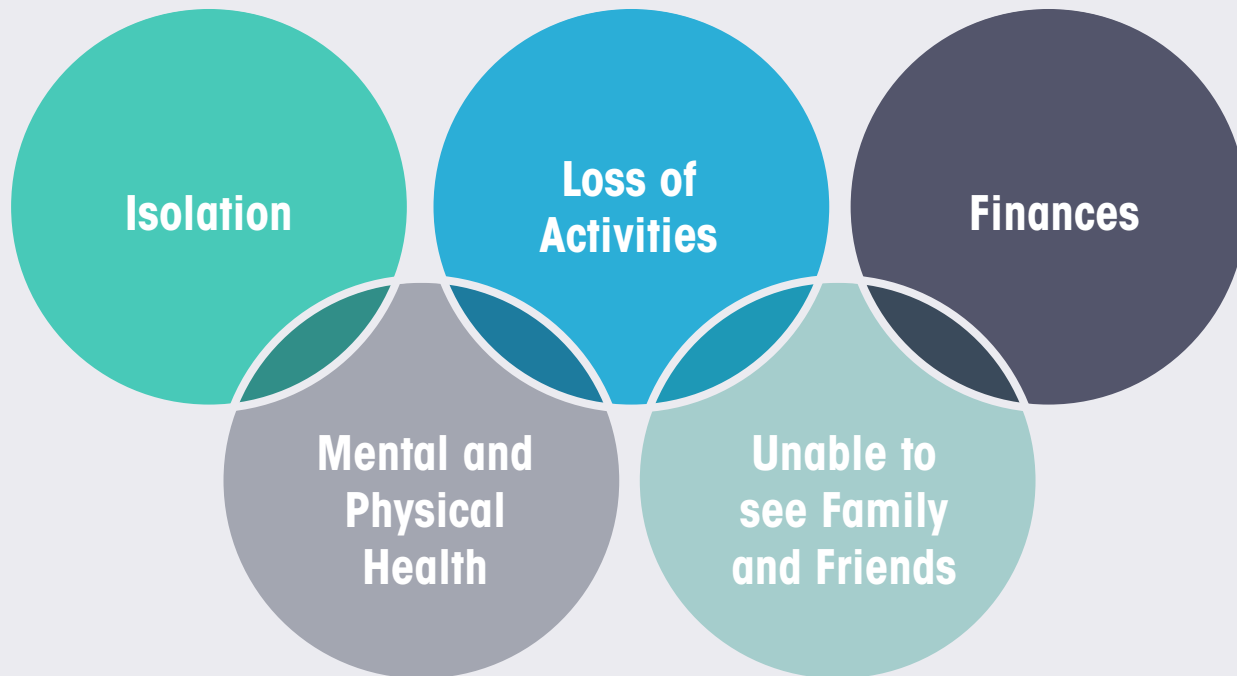 Isolation
Loss of
Activities
Finances
Mental and
Physical
Health
Unable to
see Family
and Friends